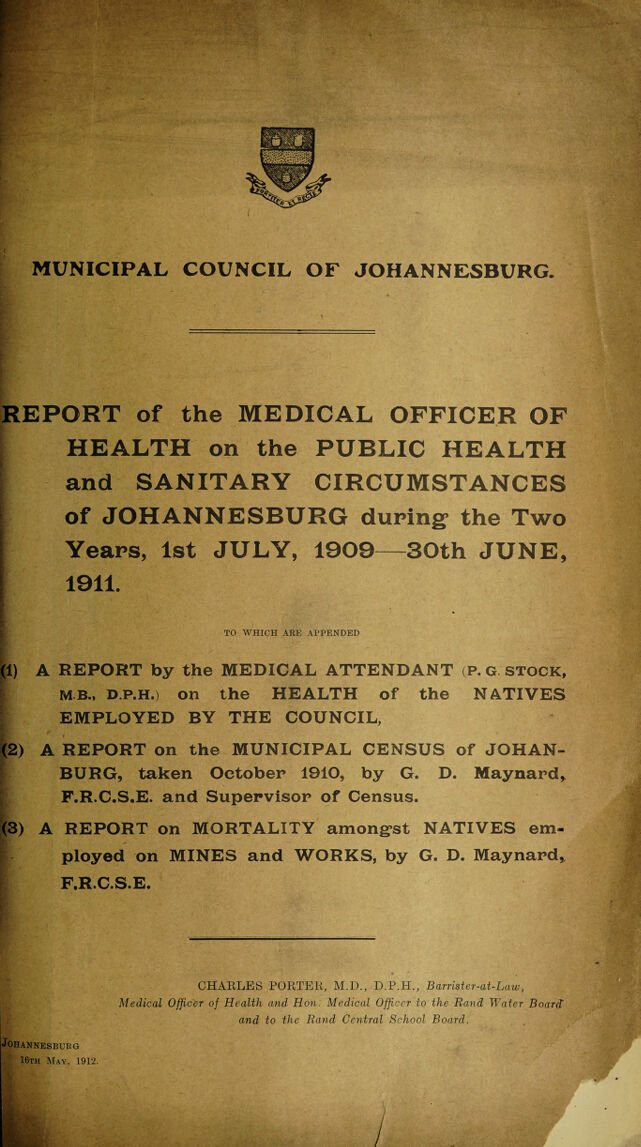 FORTITER ET RECTE
MUNICIPAL COUNCIL OF JOHANNESBURG.
REPORT of the MEDICAL OFFICER OF
HEALTH on the PUBLIC HEALTH
and SANITARY CIRCUMSTANCES
of JOHANNESBURG during the Two
Years, 1st JULY, 1909—30th JUNE,
1911.
TO WHICH ARE APPENDED
(1) A REPORT by the MEDICAL ATTENDANT (P. G. STOCK,
M.B., D.P.H.) on the HEALTH of the NATIVES
EMPLOYED BY THE COUNCIL,
(2) A REPORT on the MUNICIPAL CENSUS of JOHAN-
BURG, taken October 1910, by G. D. Maynard,
F.R.C.S.E. and Supervisor of Census.
(3) A REPORT on MORTALITY amongst NATIVES em-
ployed on MINES and WORKS, by G. D. Maynard,
F.R.C.S.E.
CHARLES PORTER, M.D., D.P.H., Barrister-at-Law,
Medical Officer of Health and Hon. Medical Officer to the Rand Water Board
and to the Rand Central School Board.
JOHANNESBURG
16TH MAY, 1912.